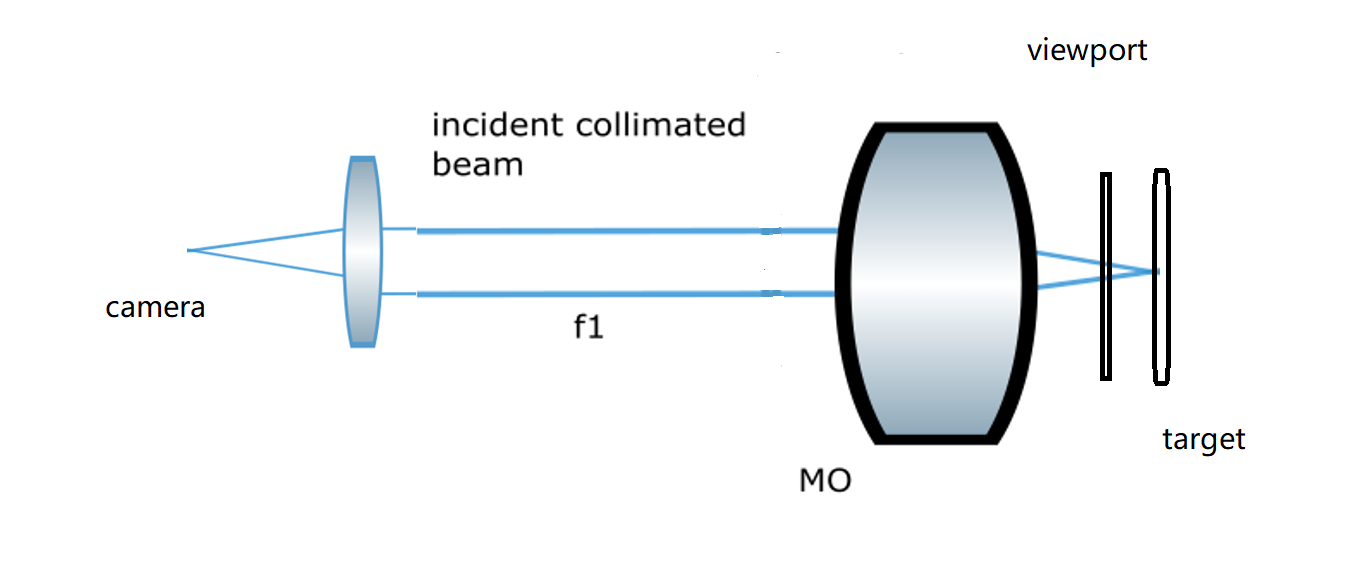 viewport
incident collimated
beam
camera
f1
target
MO